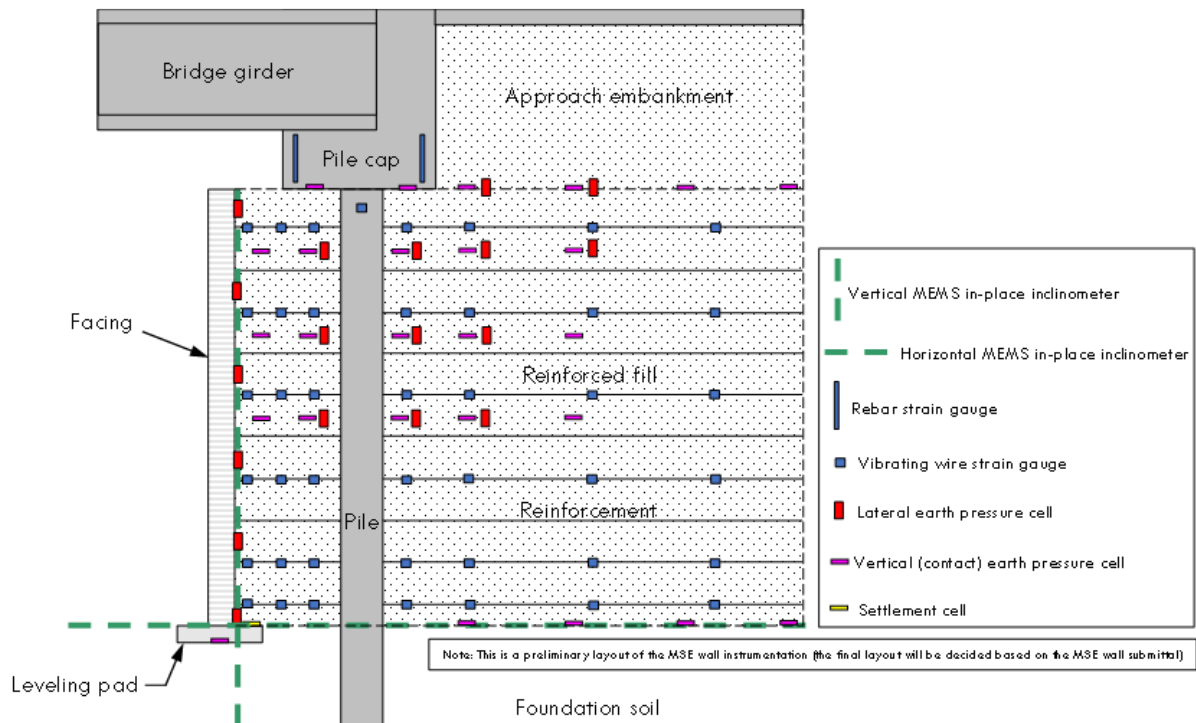 Bridge girder
Approach embankment
Pile cap
Facing
Reinforced fill
Pile
Reinforcement
Leveling pad
Foundation soil
Vertical MEMS in-place inclinometer
Horizontal MEMS in-place inclinometer
Rebar strain gauge
Vibrating wire strain gauge
Lateral earth pressure cell
Vertical (contact) earth pressure cell
Settlement cell
Note: This is a preliminary layout of the MSE wall instrumentation (the final layout will be decided based on the MSE wall submittal)